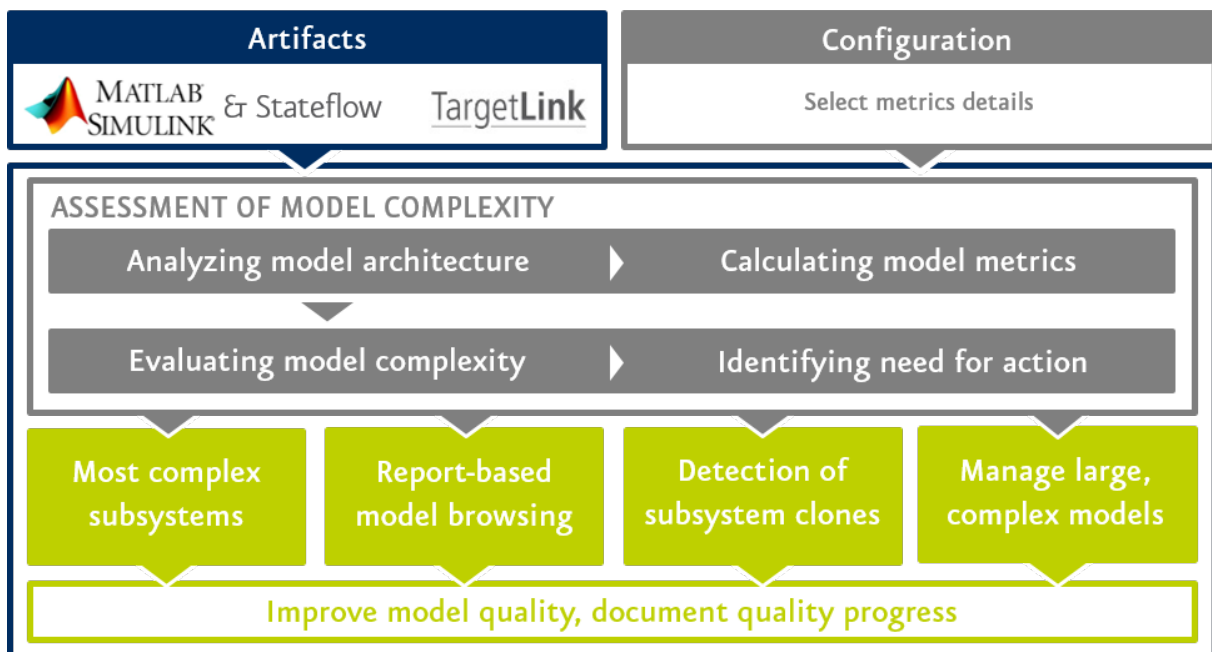 Artifacts
MATLAB®
SIMULINK®
& Stateflow
TargetLink
Configuration
Select metrics details
ASSESSMENT OF MODEL COMPLEXITY
Analyzing model architecture
Calculating model metrics
Evaluating model complexity
Identifying need for action
Most complex
subsystems
Report-based
model browsing
Detection of
subsystem clones
Manage large,
complex models
Improve model quality, document quality progress